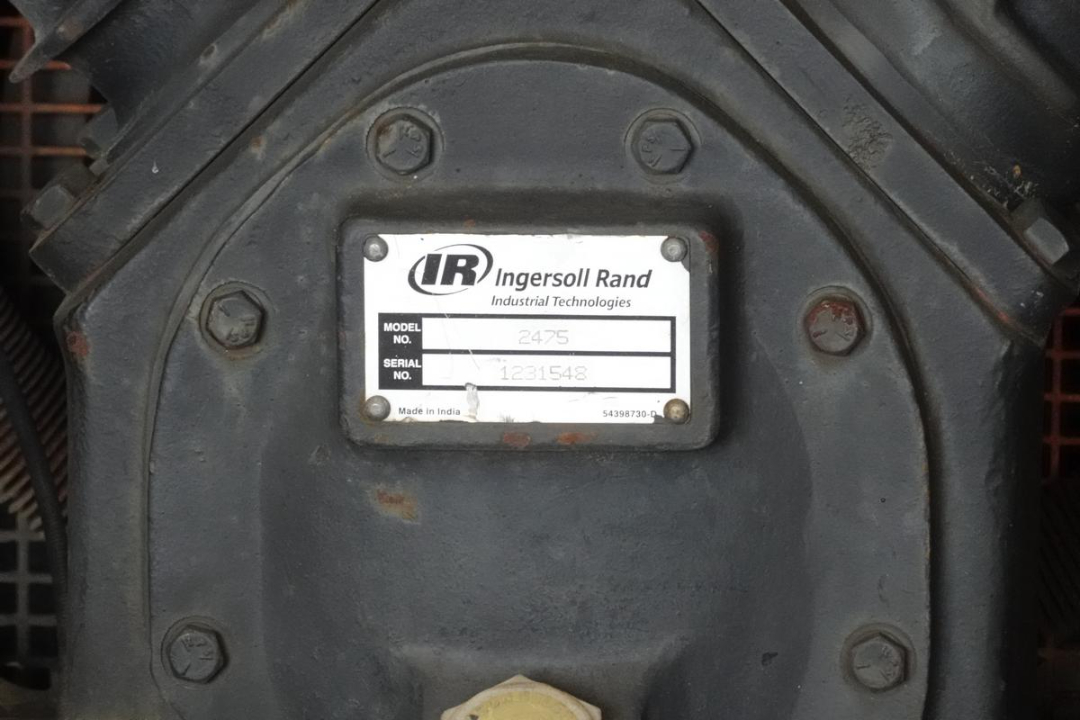 IR Ingersoll Rand
Industrial Technologies
MODEL NO. 2475
SERIAL NO. 1231548
Made in India 54398730-D